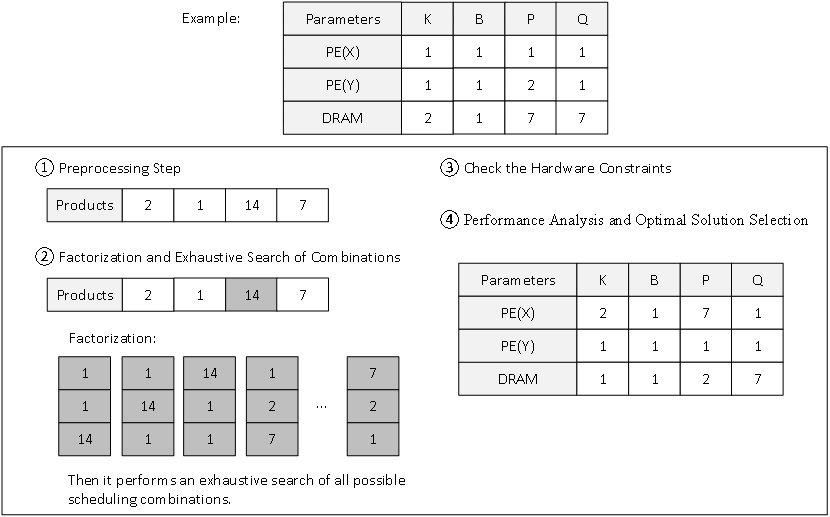 Example:
Parameters K B P Q
PE(X) 1 1 1 1
PE(Y) 1 1 2 1
DRAM 2 1 7 7
① Preprocessing Step
Products 2 1 14 7
② Factorization and Exhaustive Search of Combinations
Products 2 1 14 7
Factorization:
1 1 14 1 7
1 14 1 2 ... 2
14 1 1 7 1
Then it performs an exhaustive search of all possible
scheduling combinations.
③ Check the Hardware Constraints
④ Performance Analysis and Optimal Solution Selection
Parameters K B P Q
PE(X) 2 1 7 1
PE(Y) 1 1 1 1
DRAM 1 1 2 7